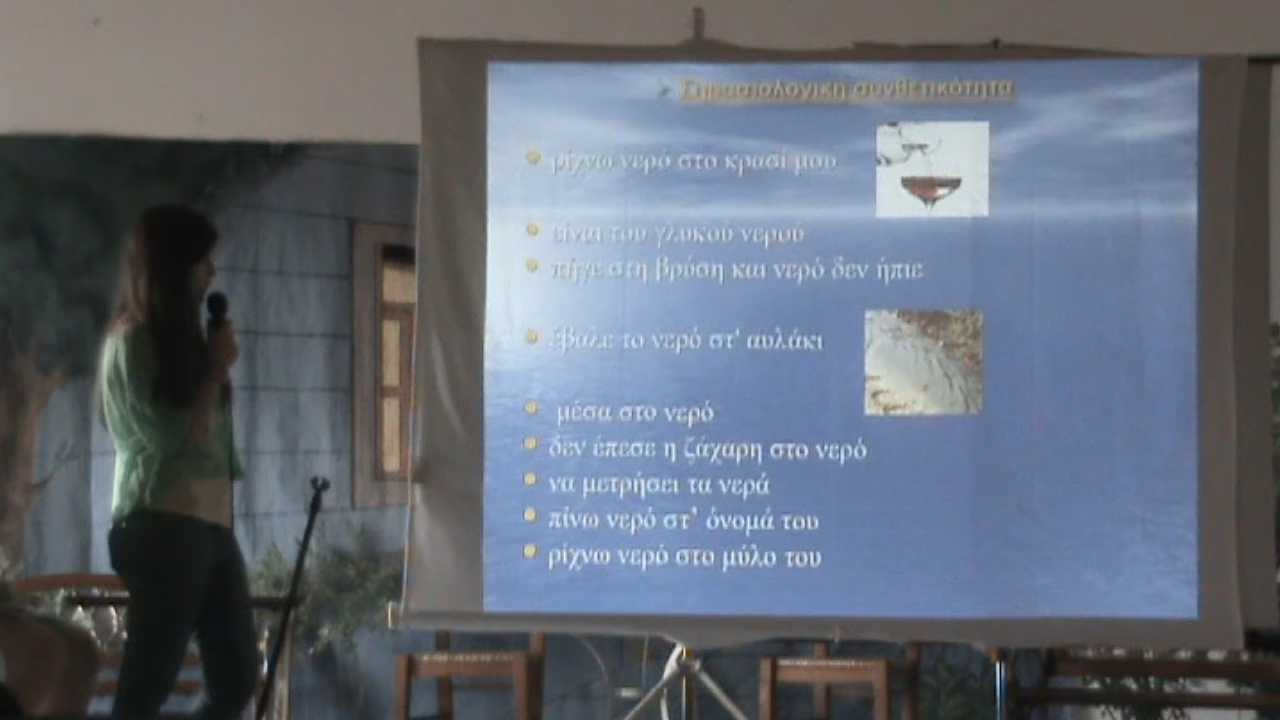 Σημασιολογική συνθετικότητα
ρίχνω νερό στο κρασί μου
είναι του γλυκού νερού
πήγε στη βρύση και νερό δεν ήπιε
έβαλε το νερό στ' αυλάκι
μέσα στο νερό
δεν έπεσε η ζάχαρη στο νερό
να μετρήσει τα νερά
πίνω νερό στ' όνομά του
ρίχνω νερό στο μύλο του